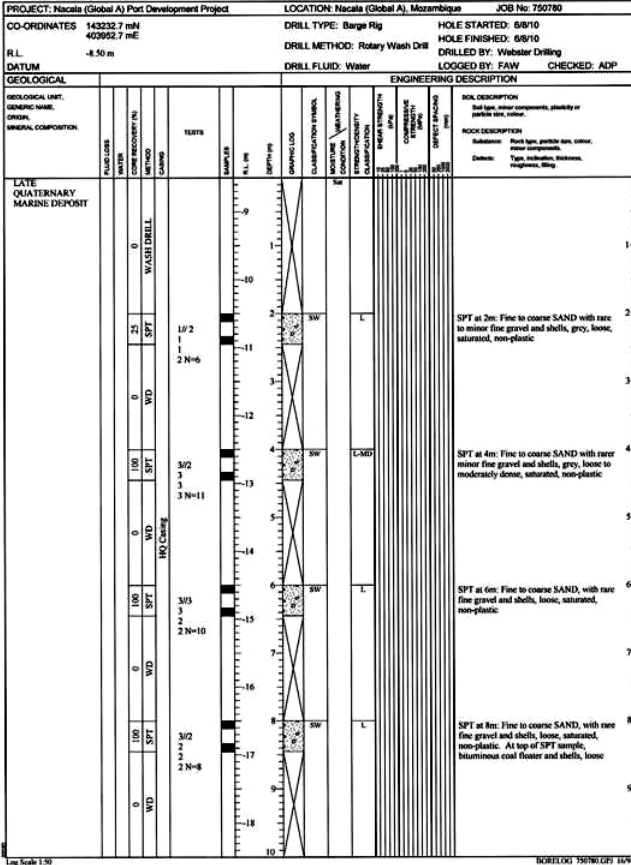 PROJECT: Nacala (Global A) Port Development Project LOCATION: Nacala (Global A), Mozambique JOB No: 750780
CO-ORDINATES 143232.7 mN
403952.7 mE
R.L. -8.50 m
DATUM
DRILL TYPE: Barge Rig
DRILL METHOD: Rotary Wash Drill
DRILL FLUID: Water
HOLE STARTED: 6/8/10
HOLE FINISHED: 6/8/10
DRILLED BY: Webster Drilling
LOGGED BY: FAW CHECKED: ADP
GEOLOGICAL ENGINEERING DESCRIPTION
GEOLOGICAL UNIT,
GENERIC NAME,
ORIGIN,
MINERAL COMPOSITION.
FLUID LOSS
WATER
CORE RECOVERY (%)
METHOD
CASING
TESTS
SAMPLES
R.L. (m)
DEPTH (m)
GRAPHIC LOG
CLASSIFICATION SYMBOL
MOISTURE WEATHERING
CONDITION
STRENGTH/DENSITY
CLASSIFICATION
SHEAR STRENGTH
(kPa)
COMPRESSIVE
STRENGTH
(MPa)
DEFECT SPACING
(mm)
SOIL DESCRIPTION
Soil type, minor components, plasticity or
particle size, colour.
ROCK DESCRIPTION
Substance: Rock type, particle size, colour,
minor components.
Defects: Type, inclination, thickness,
roughness, filling.
LATE
QUATERNARY
MARINE DEPOSIT
Sat
-9
0 WASH DRILL
1 1
-10
2 SW L 2
SPT at 2m: Fine to coarse SAND with rare
to minor fine gravel and shells, grey, loose,
saturated, non-plastic
25 SPT
1// 2
1
1
2 N=6
-11
3 3
0 WD
-12
4 SW L-MD 4
SPT at 4m: Fine to coarse SAND with rarer
minor fine gravel and shells, grey, loose to
moderately dense, saturated, non-plastic
100 SPT
3//2
3
3
3 N=11
-13
5 5
0 WD
HQ Casing
-14
6 SW L 6
SPT at 6m: Fine to coarse SAND, with rare
fine gravel and shells, loose, saturated,
non-plastic
100 SPT
3//3
3
2
2 N=10
-15
7 7
0 WD
-16
8 SW L 8
SPT at 8m: Fine to coarse SAND, with rare
fine gravel and shells, loose, saturated,
non-plastic. At top of SPT sample,
bituminous coal floater and shells, loose
100 SPT
3//2
2
2
2 N=8
-17
9 9
0 WD
-18
10
Log Scale 1:50 BORELOG 750780.GPJ